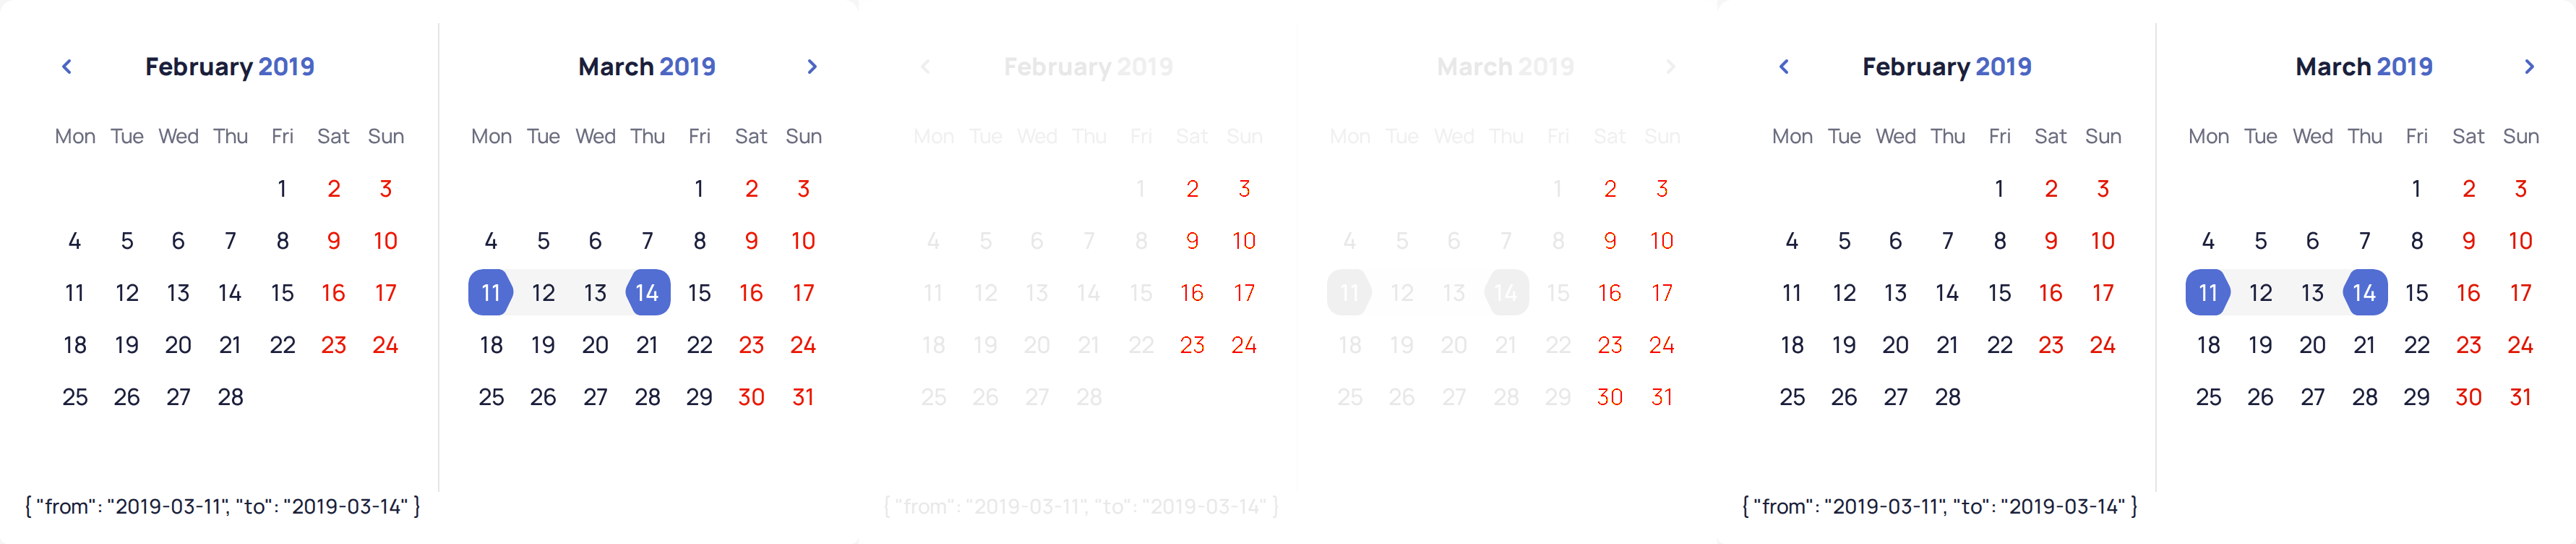 February 2019 March 2019 February 2019 March 2019 February 2019 March 2019
Mon Tue Wed Thu Fri Sat Sun Mon Tue Wed Thu Fri Sat Sun Mon Tue Wed Thu Fri Sat Sun Mon Tue Wed Thu Fri Sat Sun Mon Tue Wed Thu Fri Sat Sun Mon Tue Wed Thu Fri Sat Sun
1 2 3 1 2 3 1 2 3 1 2 3 1 2 3 1 2 3
4 5 6 7 8 9 10 4 5 6 7 8 9 10 4 5 6 7 8 9 10 4 5 6 7 8 9 10 4 5 6 7 8 9 10 4 5 6 7 8 9 10
11 12 13 14 15 16 17 11 12 13 14 15 16 17 11 12 13 14 15 16 17 11 12 13 14 15 16 17 11 12 13 14 15 16 17 11 12 13 14 15 16 17
18 19 20 21 22 23 24 18 19 20 21 22 23 24 18 19 20 21 22 23 24 18 19 20 21 22 23 24 18 19 20 21 22 23 24 18 19 20 21 22 23 24
25 26 27 28 25 26 27 28 29 30 31 25 26 27 28 25 26 27 28 29 30 31 25 26 27 28 25 26 27 28 29 30 31
{ "from": "2019-03-11", "to": "2019-03-14" } { "from": "2019-03-11", "to": "2019-03-14" } { "from": "2019-03-11", "to": "2019-03-14" }